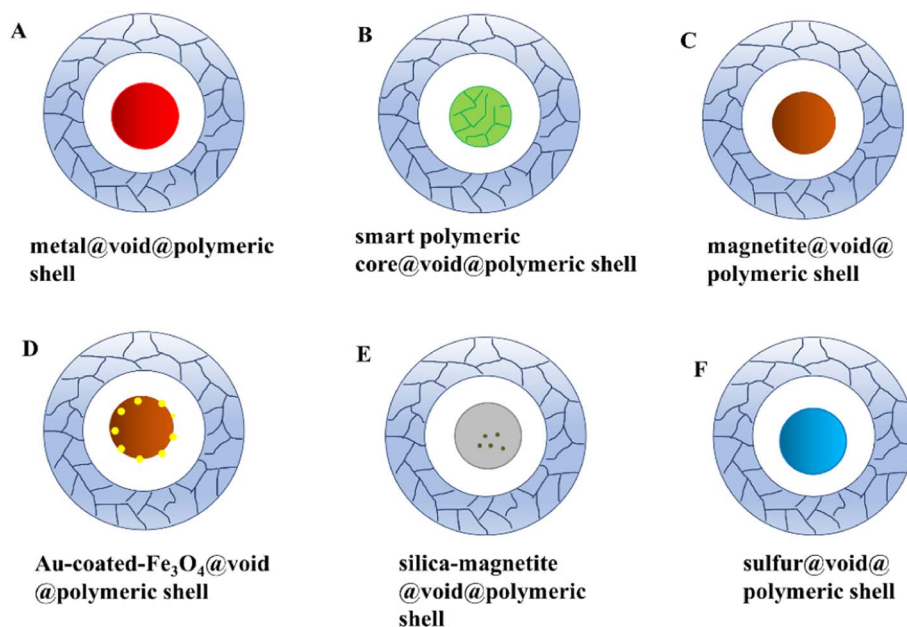 A
B
C
metal@void@polymeric
shell
smart polymeric
core@void@polymeric shell
magnetite@void@
polymeric shell
D
E
F
Au-coated-Fe₃O₄@void
@polymeric shell
silica-magnetite
@void@polymeric
shell
sulfur@void@
polymeric shell